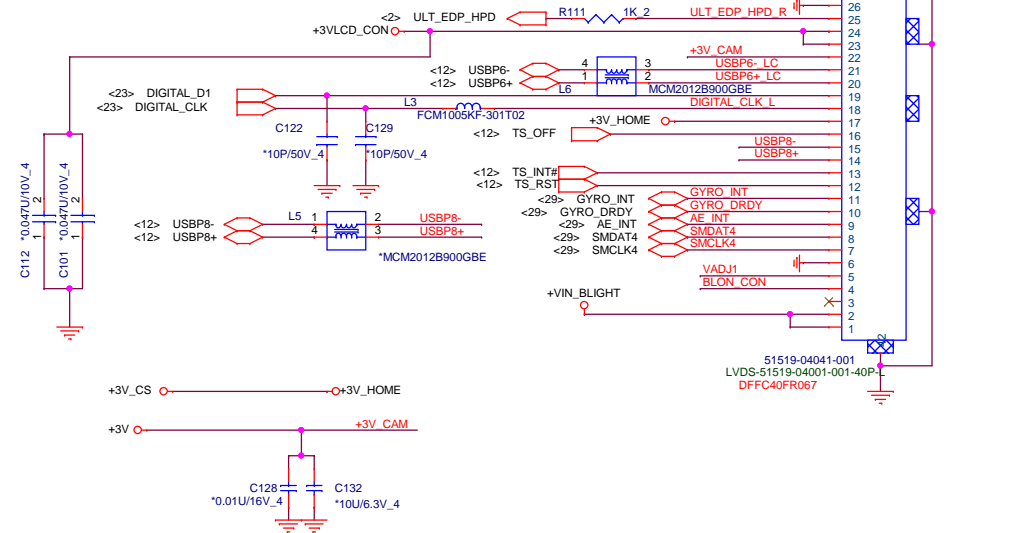 26
<2> ULT_EDP_HPD R111 1K_2 ULT_EDP_HPD_R 25
+3VLCD_CON 24
23
+3V_CAM 22
<12> USBP6- 4 3 USBP6-_LC 21
<12> USBP6+ 1 2 USBP6+_LC 20
L6 MCM2012B900GBE
<23> DIGITAL_D1 19
<23> DIGITAL_CLK L3 DIGITAL_CLK_L 18
FCM1005KF-301T02
+3V_HOME 17
C122 C129
<12> TS_OFF 16
*10P/50V_4 *10P/50V_4
USBP8- 15
USBP8+ 14
<12> TS_INT# 13
<12> TS_RST 12
<29> GYRO_INT GYRO_INT 11
<29> GYRO_DRDY GYRO_DRDY 10
<29> AE_INT AE_INT 9
<29> SMDAT4 SMDAT4 8
<29> SMCLK4 SMCLK4 7
*0.047U/10V_4 *0.047U/10V_4
2 2
1 1
C112 C101
<12> USBP8- L5 1 2 USBP8-
<12> USBP8+ 4 3 USBP8+
*MCM2012B900GBE
6
VADJ1 5
BLON_CON 4
+VIN_BLIGHT 3
2
1
51519-04041-001
LVDS-51519-04001-001-40P-L
DFFC40FR067
+3V_CS +3V_HOME
+3V +3V_CAM
C128 C132
*0.01U/16V_4 *10U/6.3V_4